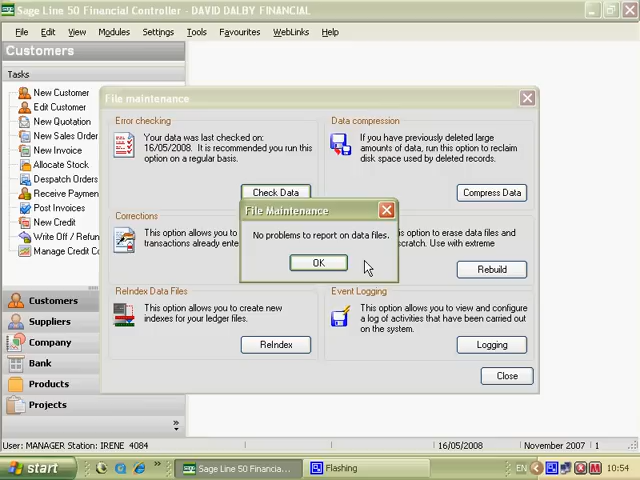 Sage Line 50 Financial Controller - DAVID DALBY FINANCIAL
File Edit View Modules Settings Tools Favourites WebLinks Help
Customers
Tasks
New Customer
Edit Customer
New Quotation
New Sales Order
New Invoice
Allocate Stock
Despatch Orders
Receive Paymen
Post Invoices
New Credit
Write Off / Refu
Manage Credit Co
Customers
Suppliers
Company
Bank
Products
Projects
File maintenance
Error checking
Your data was last checked on:
16/05/2008. It is recommended you run this
option on a regular basis.
Check Data
Data compression
If you have previously deleted large
amounts of data, run this option to reclaim
disk space used by deleted records.
Compress Data
Corrections
This option allows you to
transactions already ente
to erase data files and
scratch. Use with extreme
Rebuild
File Maintenance
No problems to report on data files.
OK
ReIndex Data Files
This option allows you to create new
indexes for your ledger files.
ReIndex
Event Logging
This option allows you to view and configure
a log of activities that have been carried out
on the system.
Logging
Close
User: MANAGER Station: IRENE 4084
16/05/2008
November 2007
1
start
Sage Line 50 Financia...
Flashing
EN
10:54